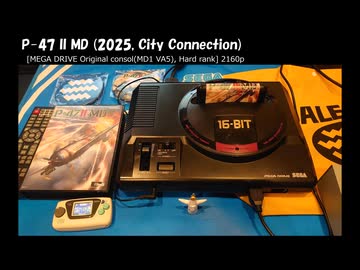 P-47 II MD (2025, City Connection)
[MEGA DRIVE Original consol(MD1 VA5), Hard rank] 2160p
SEGA
P-47 II MD
16-BIT
ALE
MEGA DRIVE
SEGA